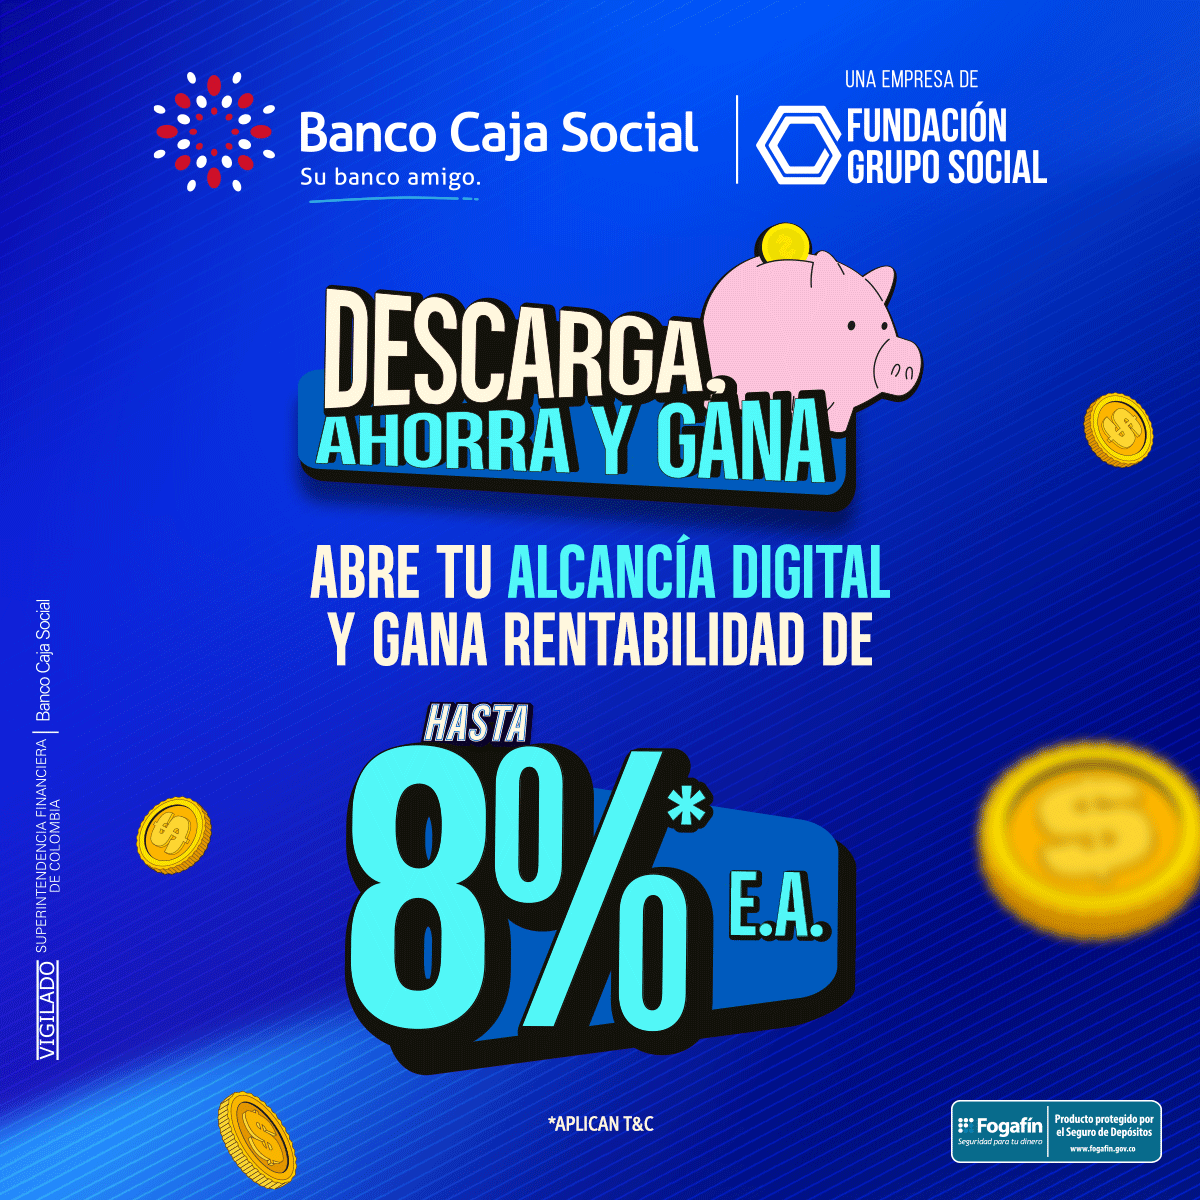 Banco Caja Social
Su banco amigo.
UNA EMPRESA DE
FUNDACIÓN
GRUPO SOCIAL
DESCARGA,
AHORRA Y GANA
ABRE TU ALCANCÍA DIGITAL
Y GANA RENTABILIDAD DE
HASTA
8%*
E.A.
VIGILADO SUPERINTENDENCIA FINANCIERA
DE COLOMBIA
Banco Caja Social
*APLICAN T&C
Fogafín
Seguridad para tu dinero
Producto protegido por
el Seguro de Depósitos
www.fogafin.gov.co